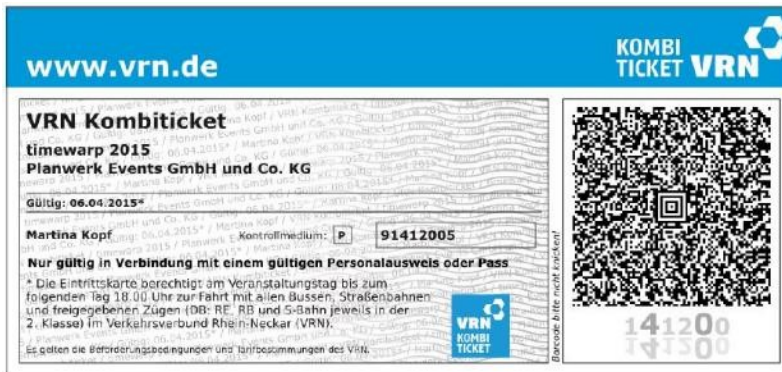 www.vrn.de
KOMBI
TICKET VRN
VRN Kombiticket
timewarp 2015
Planwerk Events GmbH und Co. KG
Gültig: 06.04.2015*
Martina Kopf Kontrollmedium: P 91412005
Nur gültig in Verbindung mit einem gültigen Personalausweis oder Pass
* Die Eintrittskarte berechtigt am Veranstaltungstag bis zum
folgenden Tag 18.00 Uhr zur Fahrt mit allen Bussen, Straßenbahnen
und freigegebenen Zügen (DB: RE, RB und S-Bahn jeweils in der
2. Klasse) im Verkehrsverbund Rhein-Neckar (VRN).
Es gelten die Beförderungsbedingungen und Tarifbestimmungen des VRN.
VRN
KOMBI
TICKET
Barcode bitte nicht knicken!
141200